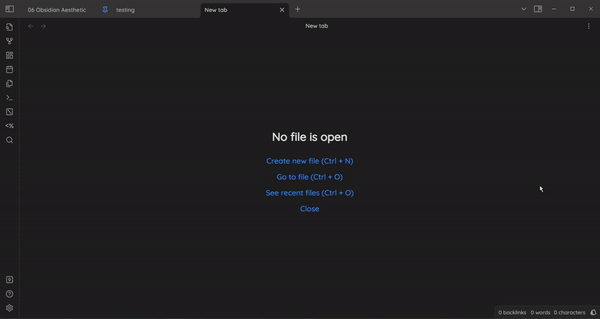 06 Obsidian Aesthetic
testing
New tab
New tab
No file is open
Create new file (Ctrl + N)
Go to file (Ctrl + O)
See recent files (Ctrl + O)
Close
0 backlinks 0 words 0 characters